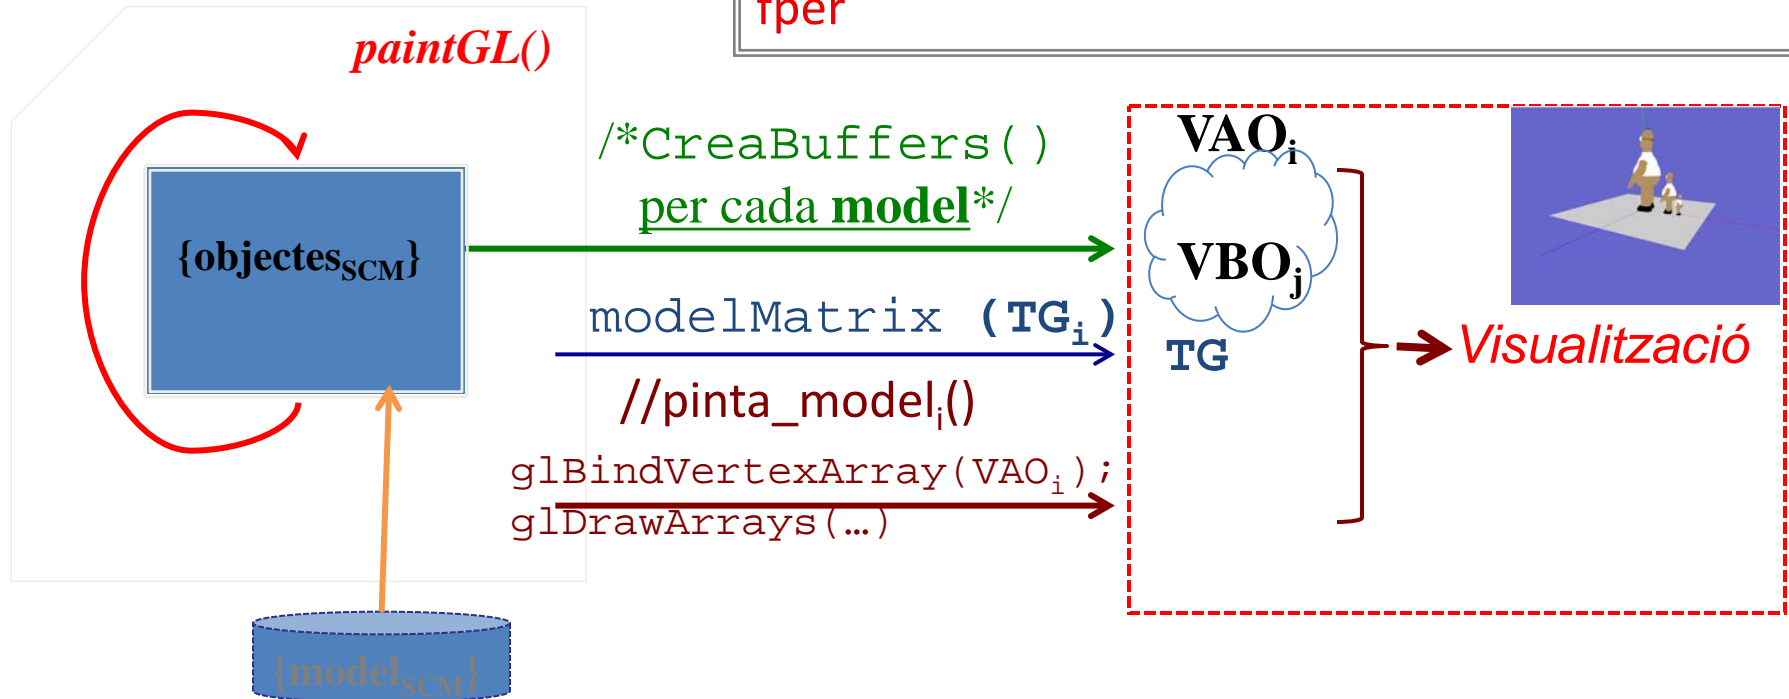 fper
paintGL()
/*CreaBuffers()
per cada model*/
VAOi
{objectesSCM}
VBOj
modelMatrix (TGi)
TG
Visualització
//pinta_modeli()
glBindVertexArray(VAOi);
glDrawArrays(…)
{modelSCM}